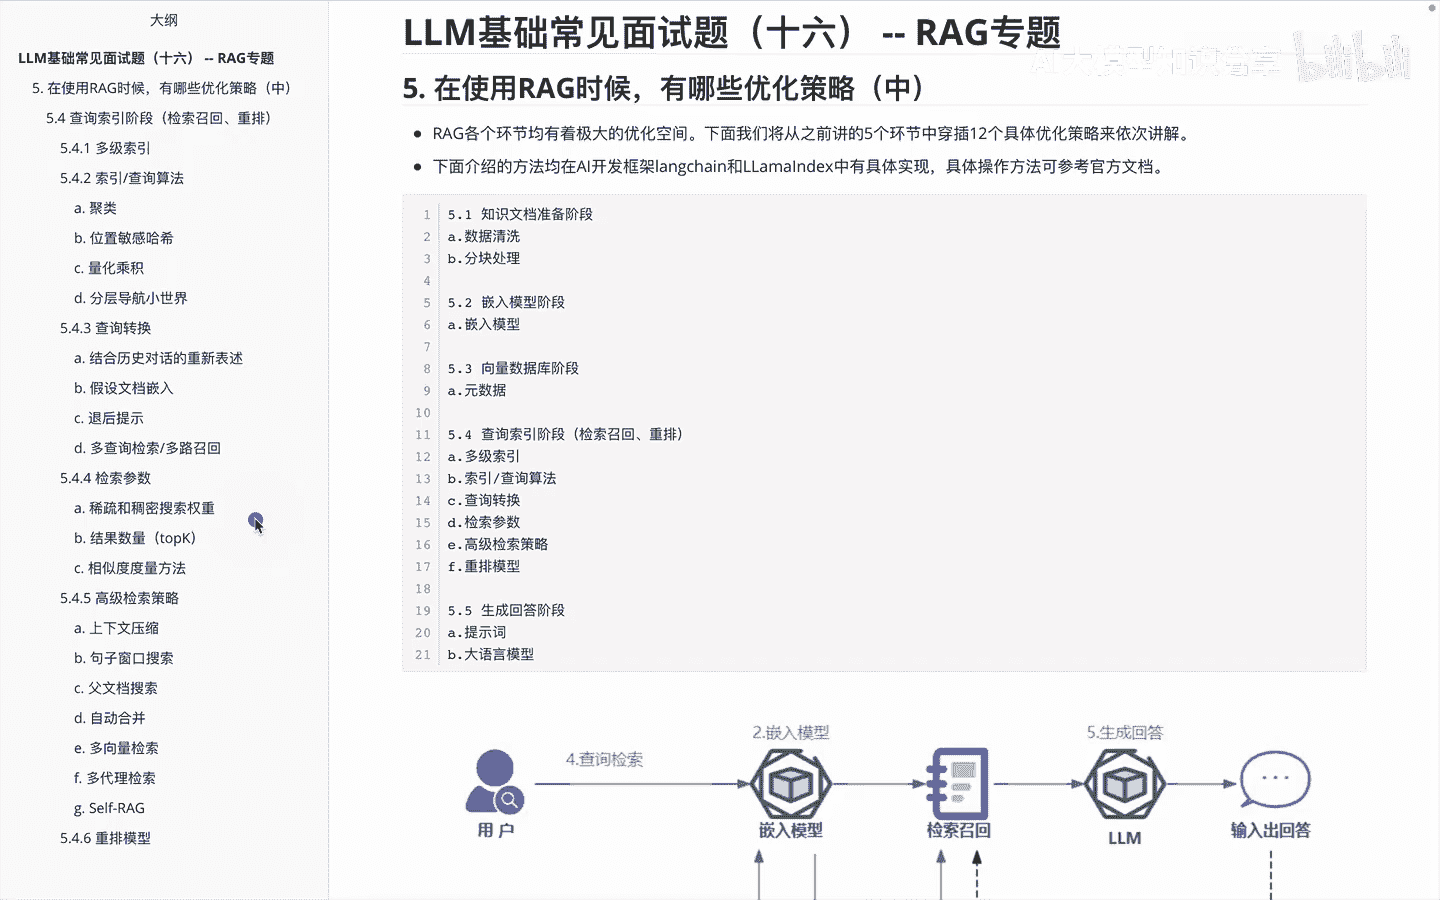 大纲
LLM基础常见面试题（十六） -- RAG专题
5. 在使用RAG时候，有哪些优化策略（中）
5.4 查询索引阶段（检索召回、重排）
5.4.1 多级索引
5.4.2 索引/查询算法
a. 聚类
b. 位置敏感哈希
c. 量化乘积
d. 分层导航小世界
5.4.3 查询转换
a. 结合历史对话的重新表述
b. 假设文档嵌入
c. 退后提示
d. 多查询检索/多路召回
5.4.4 检索参数
a. 稀疏和稠密搜索权重
b. 结果数量（topK）
c. 相似度度量方法
5.4.5 高级检索策略
a. 上下文压缩
b. 句子窗口搜索
c. 父文档搜索
d. 自动合并
e. 多向量检索
f. 多代理检索
g. Self-RAG
5.4.6 重排模型
LLM基础常见面试题（十六） -- RAG专题
5. 在使用RAG时候，有哪些优化策略（中）
● RAG各个环节均有着极大的优化空间。下面我们将从之前讲的5个环节中穿插12个具体优化策略来依次讲解。
● 下面介绍的方法均在AI开发框架langchain和LLamaIndex中有具体实现，具体操作方法可参考官方文档。
1 5.1 知识文档准备阶段
2 a.数据清洗
3 b.分块处理
4
5 5.2 嵌入模型阶段
6 a.嵌入模型
7
8 5.3 向量数据库阶段
9 a.元数据
10
11 5.4 查询索引阶段（检索召回、重排）
12 a.多级索引
13 b.索引/查询算法
14 c.查询转换
15 d.检索参数
16 e.高级检索策略
17 f.重排模型
18
19 5.5 生成回答阶段
20 a.提示词
21 b.大语言模型
4.查询检索
2.嵌入模型
5.生成回答
用 户
嵌入模型
检索召回
LLM
输入出回答